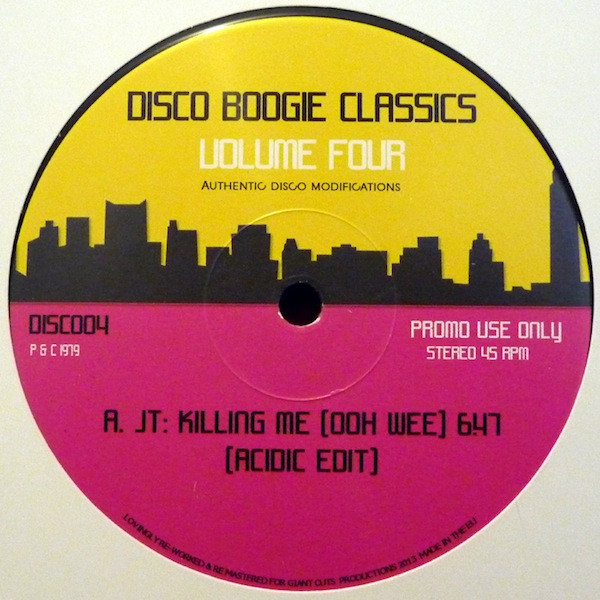 DISCO BOOGIE CLASSICS
VOLUME FOUR
AUTHENTIC DISCO MODIFICATIONS
DISC004
P & C 1979
PROMO USE ONLY
STEREO 45 RPM
A. JT: KILLING ME (OOH WEE) 6:47
(ACIDIC EDIT)
LOVINGLY RE-WORKED & RE MASTERED FOR GIANT CUTS PRODUCTIONS 2013 MADE IN THE EU